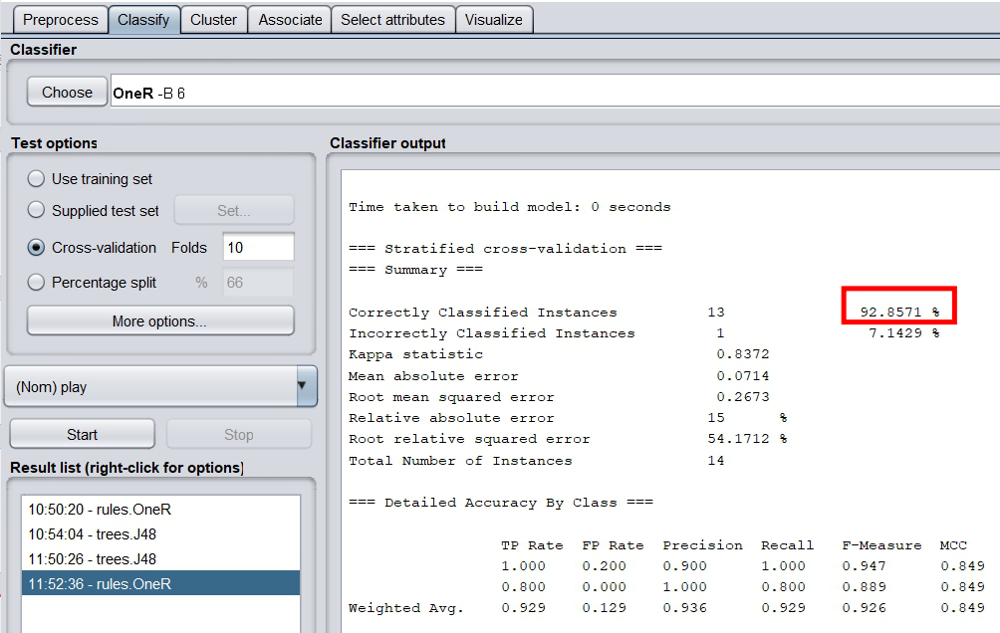 Preprocess Classify Cluster Associate Select attributes Visualize
Classifier
Choose OneR -B 6
Test options
Use training set
Supplied test set Set...
Cross-validation Folds 10
Percentage split % 66
More options...
(Nom) play
Start Stop
Result list (right-click for options)
10:50:20 - rules.OneR
10:54:04 - trees.J48
11:50:26 - trees.J48
11:52:36 - rules.OneR
Classifier output
Time taken to build model: 0 seconds
=== Stratified cross-validation ===
=== Summary ===
Correctly Classified Instances 13 92.8571 %
Incorrectly Classified Instances 1 7.1429 %
Kappa statistic 0.8372
Mean absolute error 0.0714
Root mean squared error 0.2673
Relative absolute error 15 %
Root relative squared error 54.1712 %
Total Number of Instances 14
=== Detailed Accuracy By Class ===
TP Rate FP Rate Precision Recall F-Measure MCC
1.000 0.200 0.900 1.000 0.947 0.849
0.800 0.000 1.000 0.800 0.889 0.849
Weighted Avg. 0.929 0.129 0.936 0.929 0.926 0.849